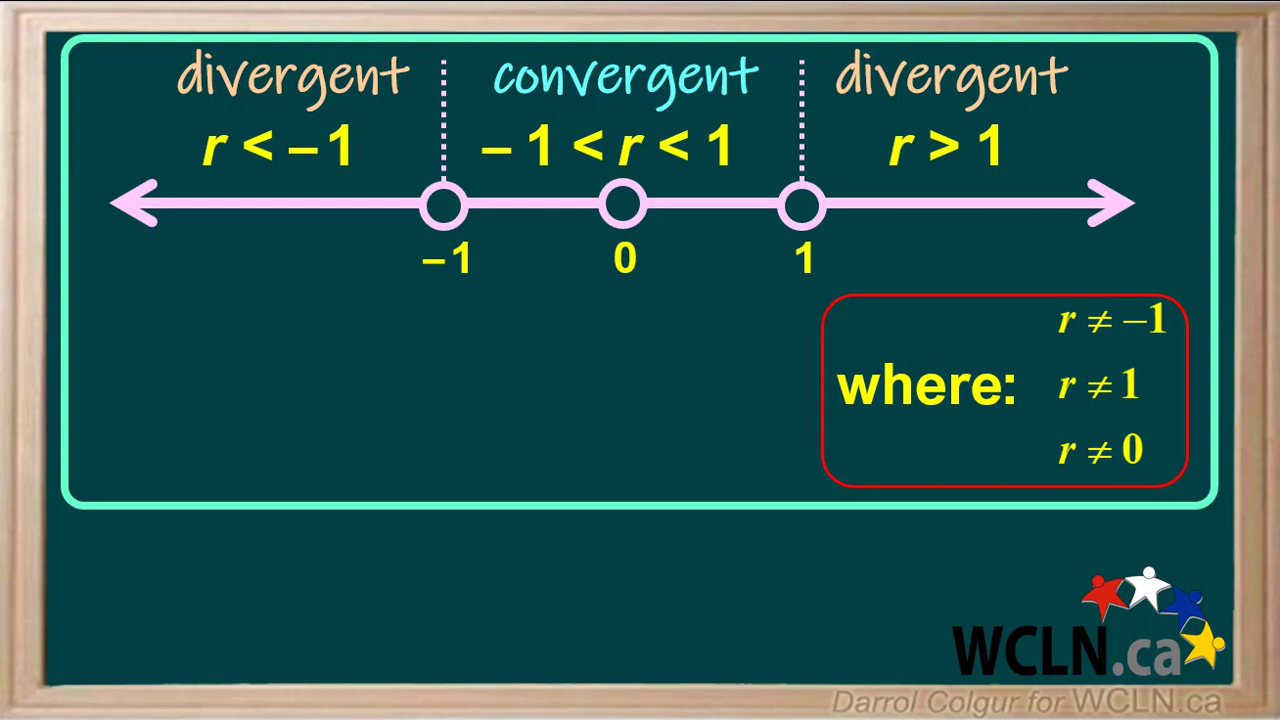 divergent convergent divergent
r < – 1 – 1 < r < 1 r > 1
– 1 0 1
r ≠ –1
where: r ≠ 1
r ≠ 0
WCLN.ca
Darrol Colgur for WCLN.ca